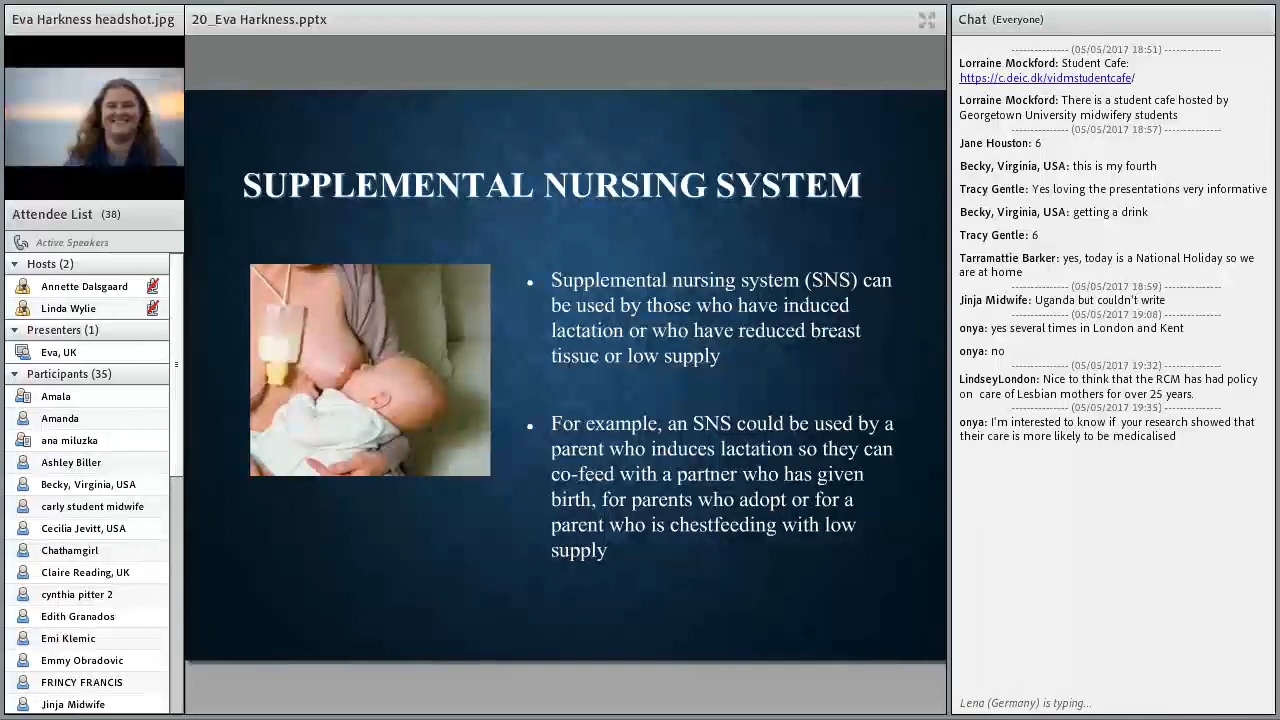 Eva Harkness headshot.jpg
Attendee List (38)
Active Speakers
Hosts (2)
Annette Dalsgaard
Linda Wylie
Presenters (1)
Eva, UK
Participants (35)
Amala
Amanda
ana miluzka
Ashley Biller
Becky, Virginia, USA
carly student midwife
Cecilia Jevitt, USA
Chathamgirl
Claire Reading, UK
cynthia pitter 2
Edith Granados
Emi Klemic
Emmy Obradovic
FRINCY FRANCIS
Jinja Midwife
20_Eva Harkness.pptx
SUPPLEMENTAL NURSING SYSTEM
• Supplemental nursing system (SNS) can
be used by those who have induced
lactation or who have reduced breast
tissue or low supply
• For example, an SNS could be used by a
parent who induces lactation so they can
co-feed with a partner who has given
birth, for parents who adopt or for a
parent who is chestfeeding with low
supply
Chat (Everyone)
--------------- (05/05/2017 18:51) ---------------
Lorraine Mockford: Student Cafe:
https://c.deic.dk/vidmstudentcafe/
Lorraine Mockford: There is a student cafe hosted by
Georgetown University midwifery students
--------------- (05/05/2017 18:57) ---------------
Jane Houston: 6
Becky, Virginia, USA: this is my fourth
Tracy Gentle: Yes loving the presentations very informative
Becky, Virginia, USA: getting a drink
Tracy Gentle: 6
Tarramattie Barker: yes, today is a National Holiday so we
are at home
--------------- (05/05/2017 18:59) ---------------
Jinja Midwife: Uganda but couldn't write
--------------- (05/05/2017 19:08) ---------------
onya: yes several times in London and Kent
onya: no
--------------- (05/05/2017 19:32) ---------------
LindseyLondon: Nice to think that the RCM has had policy
on care of Lesbian mothers for over 25 years.
--------------- (05/05/2017 19:35) ---------------
onya: I'm interested to know if your research showed that
their care is more likely to be medicalised
Lena (Germany) is typing...